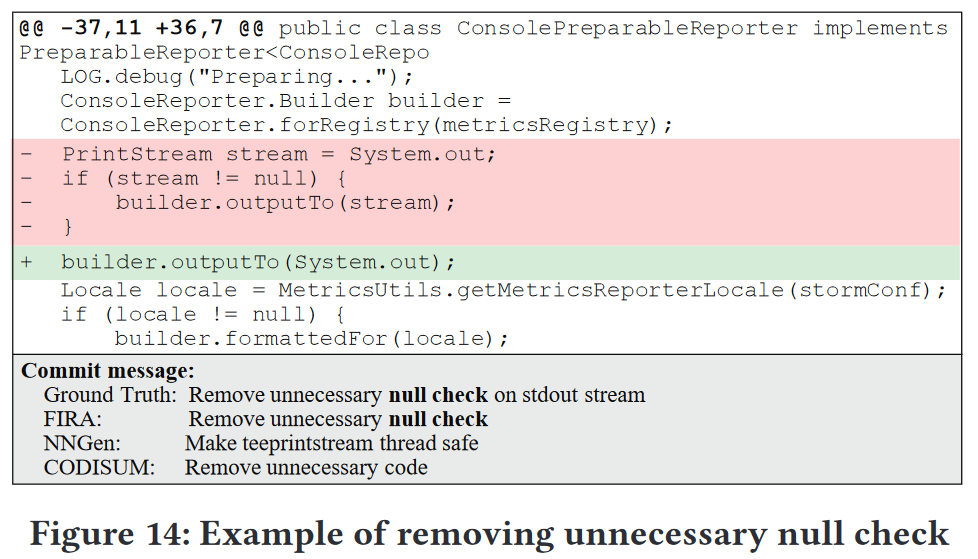 @@ -37,11 +36,7 @@ public class ConsolePreparableReporter implements
PreparableReporter<ConsoleRepo
LOG.debug("Preparing...");
ConsoleReporter.Builder builder =
ConsoleReporter.forRegistry(metricsRegistry);
- PrintStream stream = System.out;
- if (stream != null) {
- builder.outputTo(stream);
- }
+ builder.outputTo(System.out);
Locale locale = MetricsUtils.getMetricsReporterLocale(stormConf);
if (locale != null) {
builder.formattedFor(locale);
Commit message:
Ground Truth: Remove unnecessary null check on stdout stream
FIRA: Remove unnecessary null check
NNGen: Make teeprintstream thread safe
CODISUM: Remove unnecessary code
Figure 14: Example of removing unnecessary null check